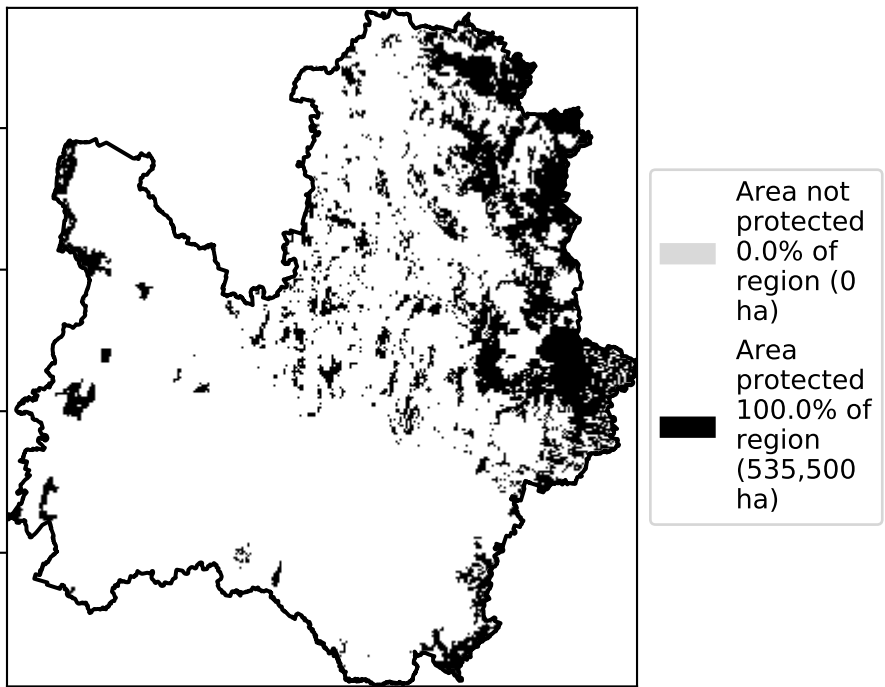 Area not
protected
0.0% of
region (0
ha)
Area
protected
100.0% of
region
(535,500
ha)